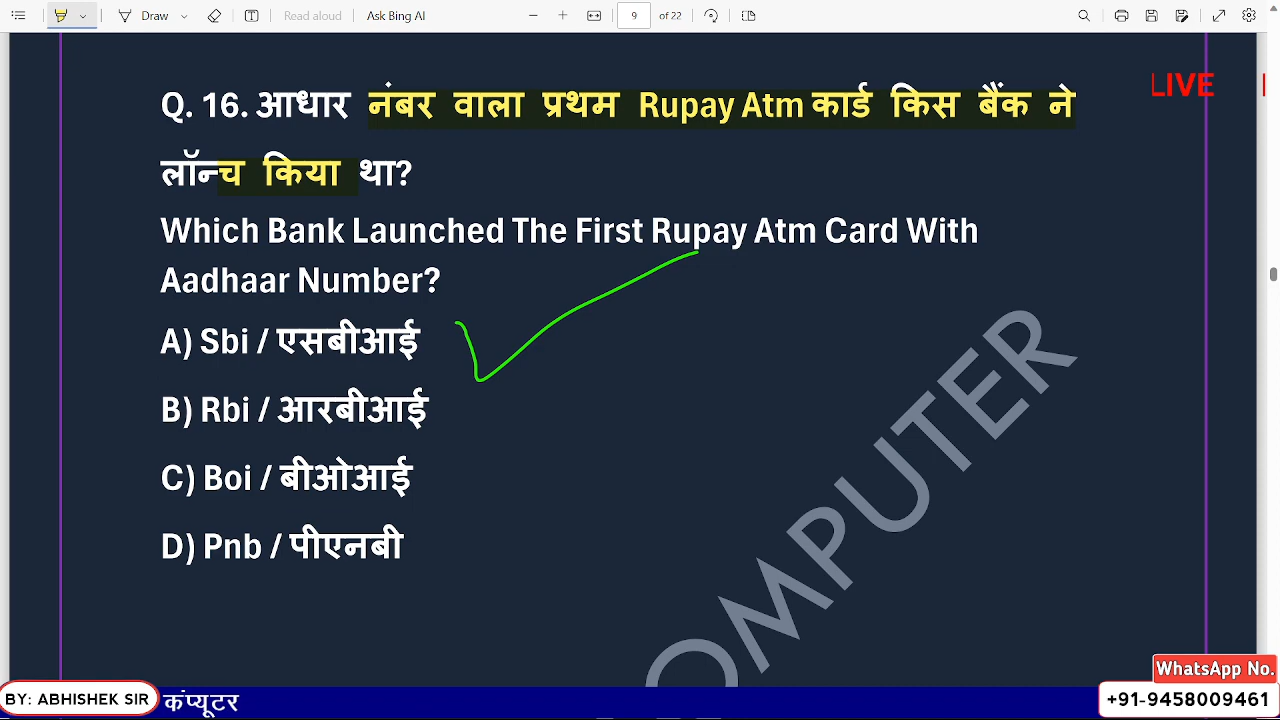 Draw
Read aloud
Ask Bing AI
9 of 22
LIVE
Q. 16. आधार नंबर वाला प्रथम Rupay Atm कार्ड किस बैंक ने
लॉन्च किया था?
Which Bank Launched The First Rupay Atm Card With
Aadhaar Number?
A) Sbi / एसबीआई
B) Rbi / आरबीआई
C) Boi / बीओआई
D) Pnb / पीएनबी
OMPUTER
WhatsApp No.
BY: ABHISHEK SIR कंप्यूटर +91-9458009461